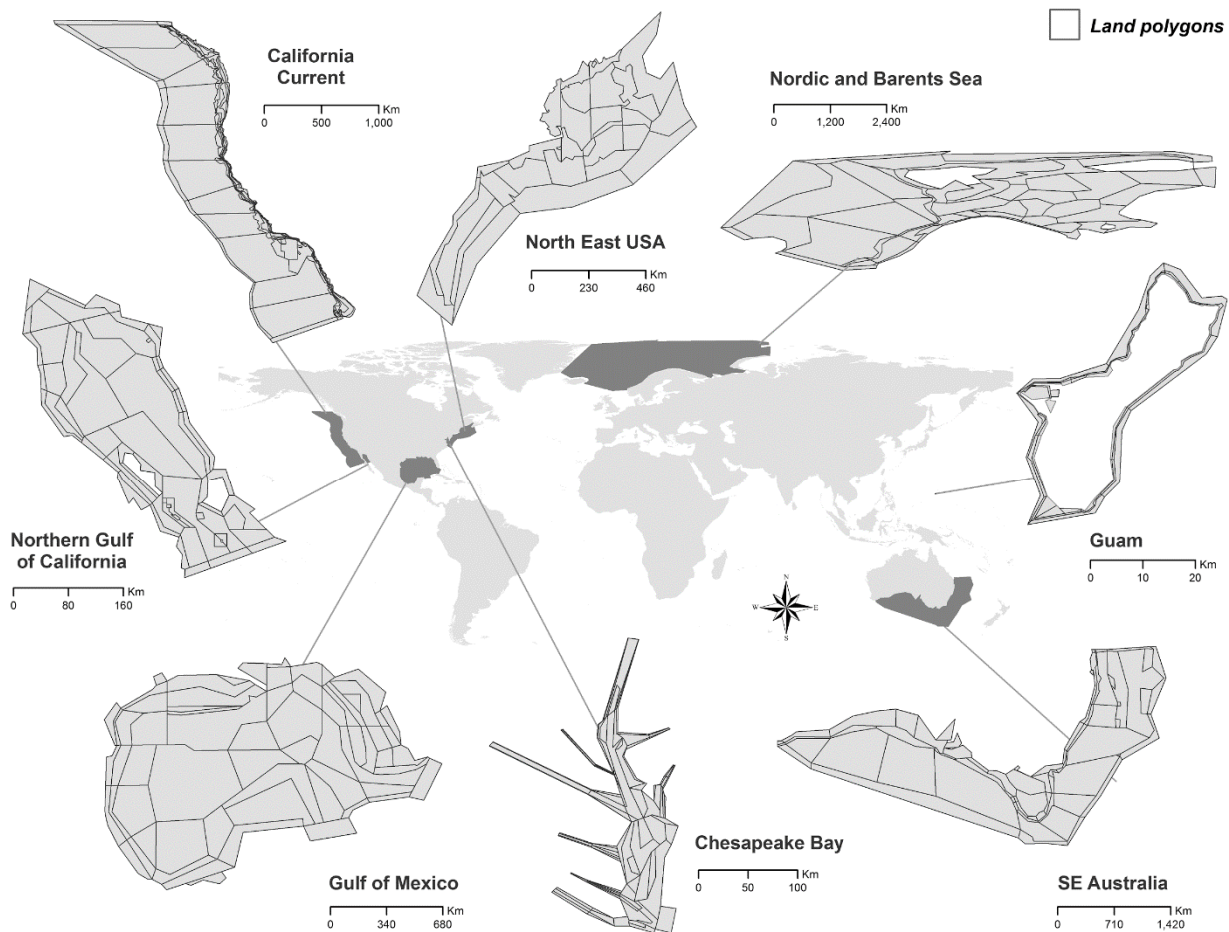 Land polygons
California
Current
Km
0 500 1,000
North East USA
Km
0 230 460
Nordic and Barents Sea
Km
0 1,200 2,400
Northern Gulf
of California
Km
0 80 160
Guam
Km
0 10 20
N
W E
S
Gulf of Mexico
Km
0 340 680
Chesapeake Bay
Km
0 50 100
SE Australia
Km
0 710 1,420